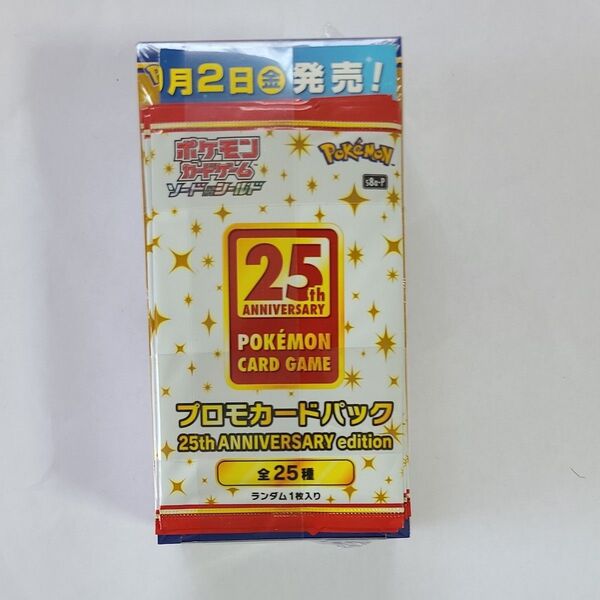 月2日㊎発売！
ポケモン
カードゲーム
ソード&シールド
POKÉMON
s8a-P
25th
ANNIVERSARY
POKÉMON
CARD GAME
プロモカードパック
25th ANNIVERSARY edition
全25種
ランダム1枚入り